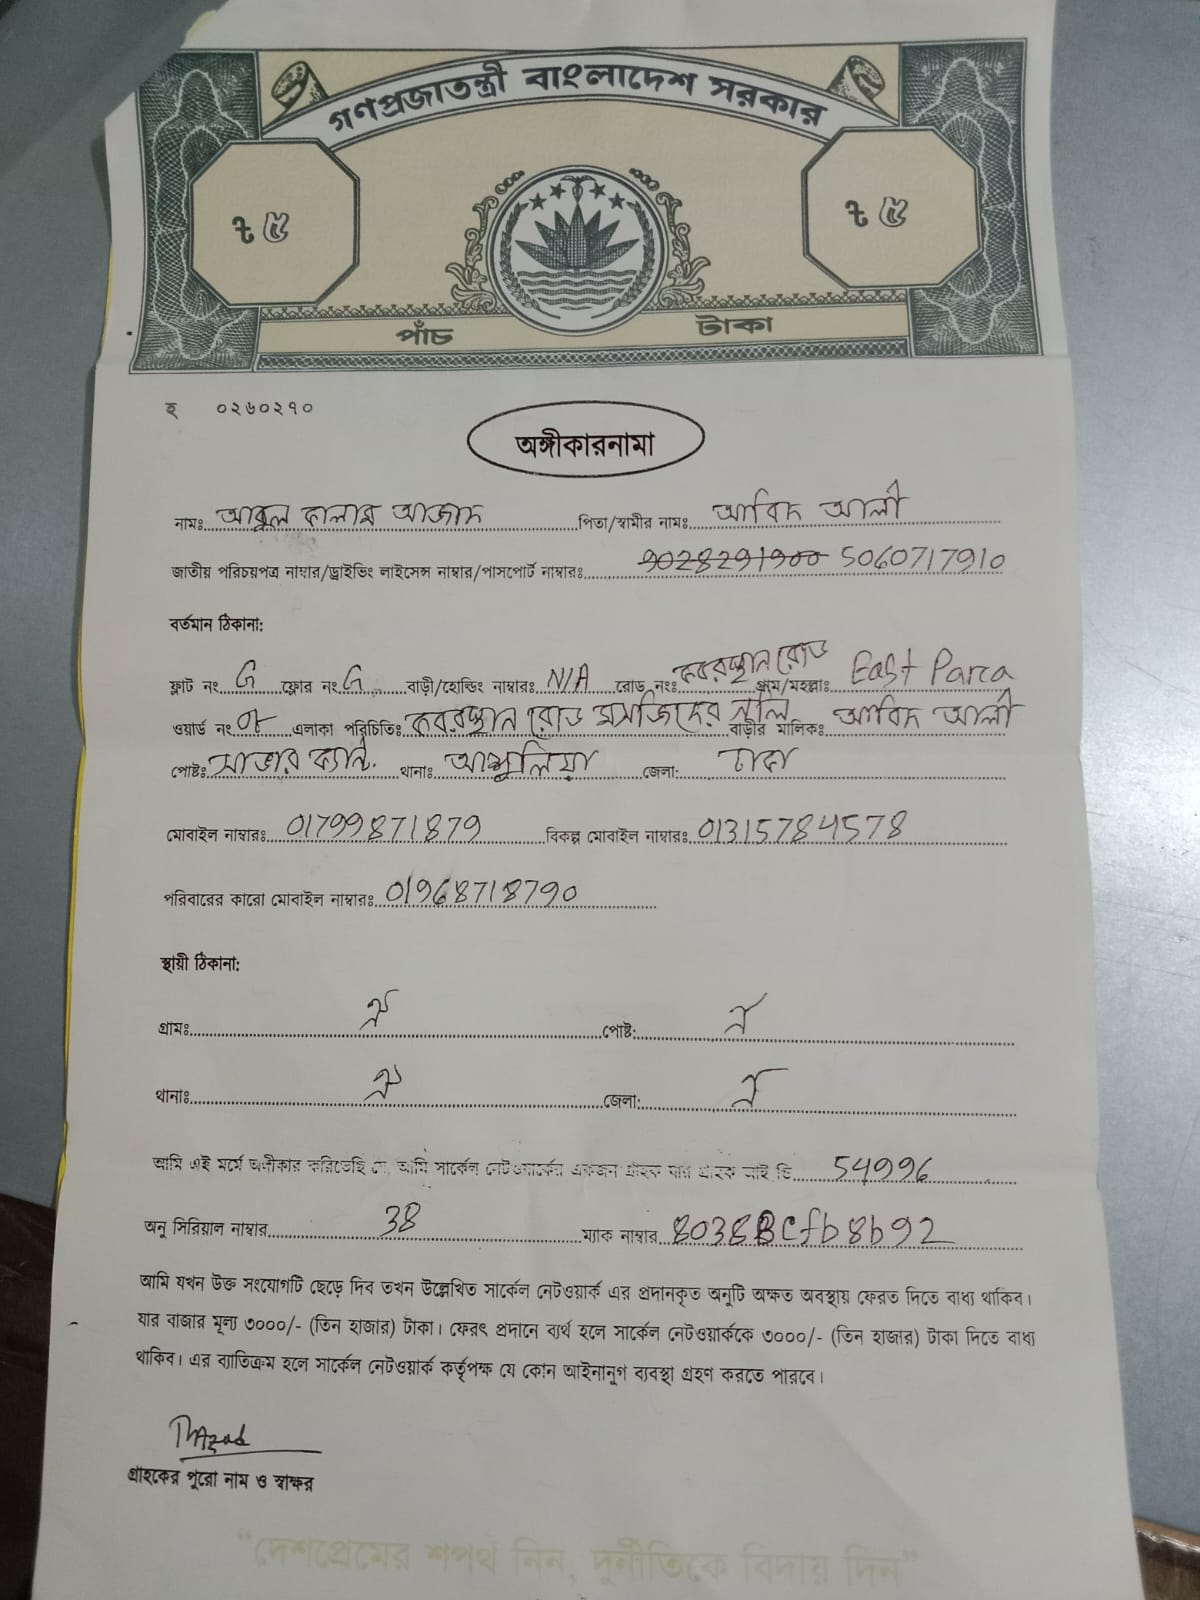 গণপ্রজাতন্ত্রী বাংলাদেশ সরকার
৳ ৫ ৳ ৫
পাঁচ টাকা
হ ০২৬০২৭০
অঙ্গীকারনামা
নামঃ আবুল কালাম আজাদ পিতা/স্বামীর নামঃ আবিদ আলী
জাতীয় পরিচয়পত্র নাম্বার/ড্রাইভিং লাইসেন্স নাম্বার/পাসপোর্ট নাম্বারঃ 5060717910
বর্তমান ঠিকানা:
ফ্লাট নং G ফ্লোর নং G বাড়ী/হোল্ডিং নাম্বারঃ N/A রোড নং: কবরস্থান রোড গ্রাম/মহল্লাঃ East Parca
ওয়ার্ড নং ০৮ এলাকা পরিচিতিঃ কবরস্থান রোড মসজিদের বাড়ীর মালিকঃ আবিদ আলী
পোষ্টঃ সাভার ক্যান্ট. থানাঃ আশুলিয়া জেলা: ঢাকা
মোবাইল নাম্বারঃ 01799871879 বিকল্প মোবাইল নাম্বারঃ 01315784578
পরিবারের কারো মোবাইল নাম্বারঃ 01968718790
স্থায়ী ঠিকানা:
গ্রামঃ ঐ পোষ্ট: ঐ
থানাঃ ঐ জেলা: ঐ
আমি এই মর্মে অঙ্গীকার করিতেছি যে, আমি সার্কেল নেটওয়ার্কের একজন গ্রাহক যার গ্রাহক আই ডি 54996
অনু সিরিয়াল নাম্বার 38 ম্যাক নাম্বার 8038BCfb8b92
আমি যখন উক্ত সংযোগটি ছেড়ে দিব তখন উল্লেখিত সার্কেল নেটওয়ার্ক এর প্রদানকৃত অনুটি অক্ষত অবস্থায় ফেরত দিতে বাধ্য থাকিব।
যার বাজার মূল্য ৩০০০/- (তিন হাজার) টাকা। ফেরৎ প্রদানে ব্যর্থ হলে সার্কেল নেটওয়ার্ককে ৩০০০/- (তিন হাজার) টাকা দিতে বাধ্য
থাকিব। এর ব্যাতিক্রম হলে সার্কেল নেটওয়ার্ক কর্তৃপক্ষ যে কোন আইনানুগ ব্যবস্থা গ্রহণ করতে পারবে।
গ্রাহকের পুরো নাম ও স্বাক্ষর
“দেশপ্রেমের শপথ নিন, দুর্নীতিকে বিদায় দিন”